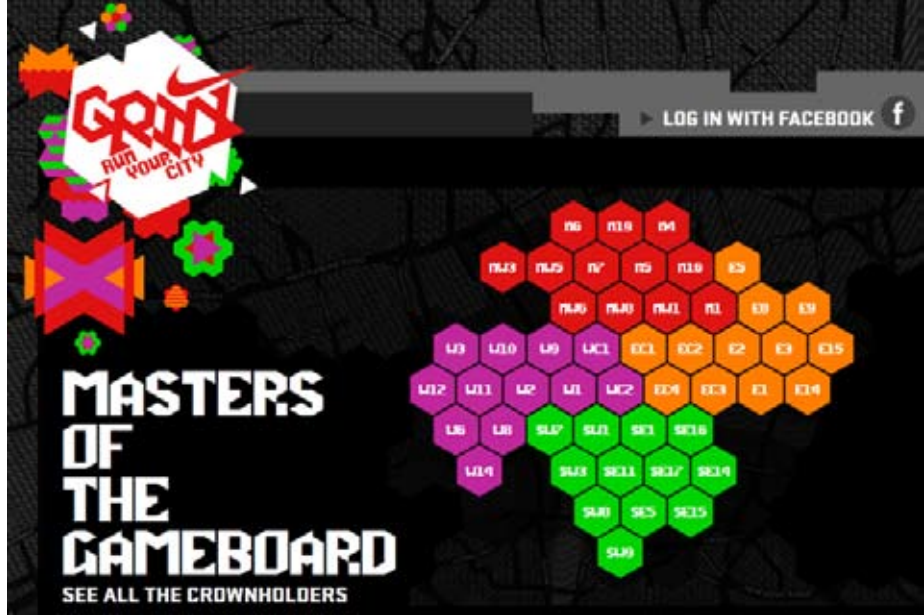 GRID
RUN
YOUR
CITY
LOG IN WITH FACEBOOK f
N6 N19 N4
NW3 NW5 N7 N5 N16 E5
NW6 NW8 NW1 N1 E8 E9
W3 W10 W9 WC1 EC1 EC2 E2 E3 E15
W12 W11 W2 W1 WC2 EC4 EC3 E1 E14
W6 W8 SW7 SW1 SE1 SE16
W14 SW3 SE11 SE17 SE14
SW8 SE5 SE15
SW9
MASTERS
OF
THE
GAMEBOARD
SEE ALL THE CROWNHOLDERS